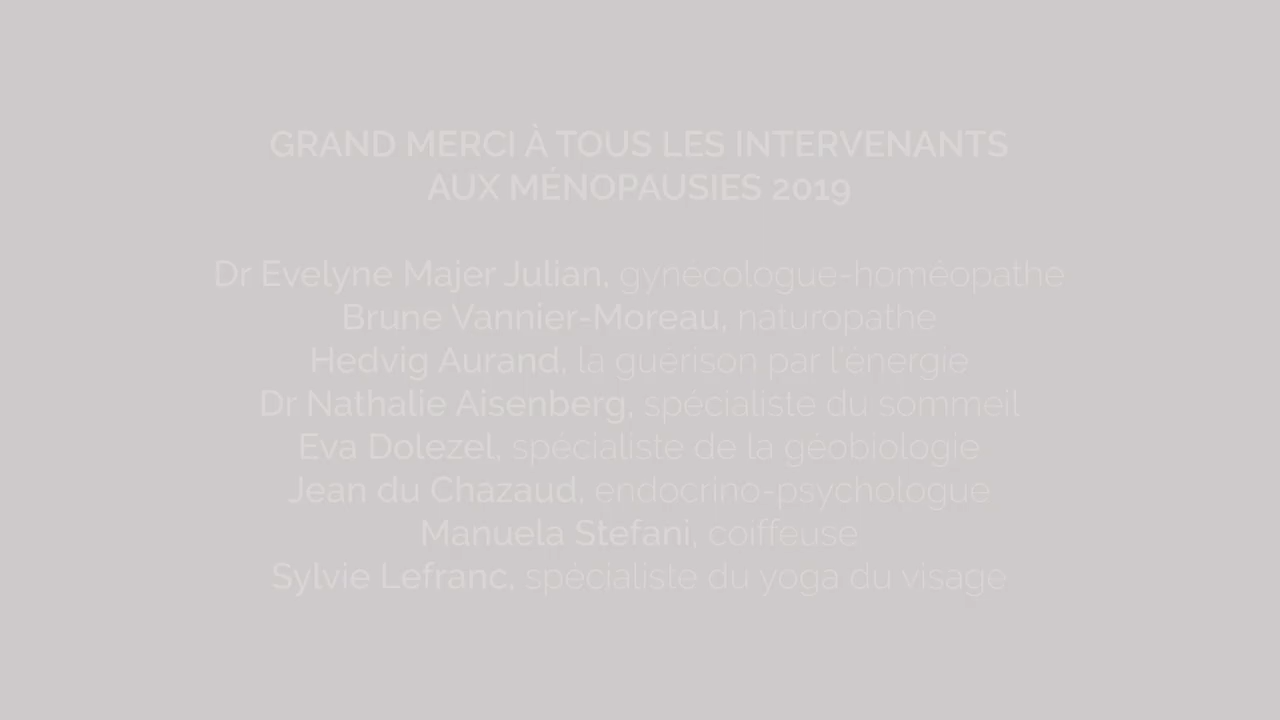 GRAND MERCI À TOUS LES INTERVENANTS
AUX MÉNOPAUSIES 2019
Dr Evelyne Majer Julian, gynécologue-homéopathe
Brune Vannier-Moreau, naturopathe
Hedvig Aurand, la guérison par l'énergie
Dr Nathalie Aisenberg, spécialiste du sommeil
Eva Dolezel, spécialiste de la géobiologie
Jean du Chazaud, endocrino-psychologue
Manuela Stefani, coiffeuse
Sylvie Lefranc, spécialiste du yoga du visage